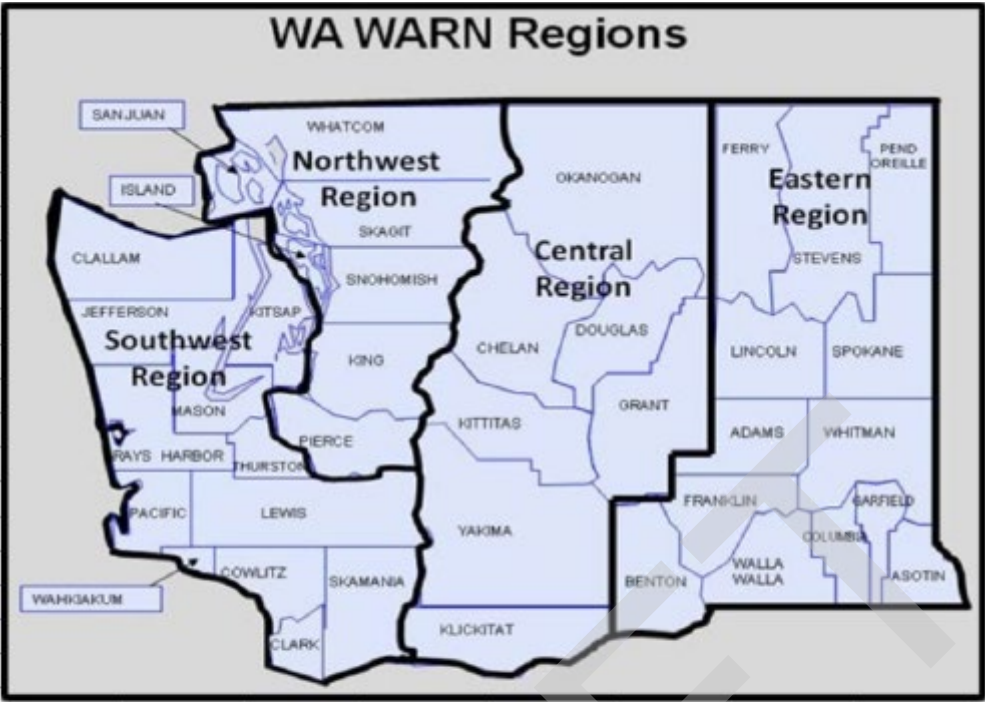 WA WARN Regions
SAN JUAN
WHATCOM
Northwest
Region
ISLAND
SKAGIT
SNOHOMISH
KING
PIERCE
CLALLAM
JEFFERSON
KITSAP
Southwest
Region
MASON
RAYS HARBOR
THURSTON
PACIFIC
LEWIS
WAHKIAKUM
COWLITZ
SKAMANIA
CLARK
OKANOGAN
Central
Region
DOUGLAS
CHELAN
GRANT
KITTITAS
YAKIMA
KLICKITAT
FERRY
PEND
OREILLE
Eastern
Region
STEVENS
LINCOLN
SPOKANE
ADAMS
WHITMAN
FRANKLIN
GARFIELD
COLUMBIA
BENTON
WALLA
WALLA
ASOTIN